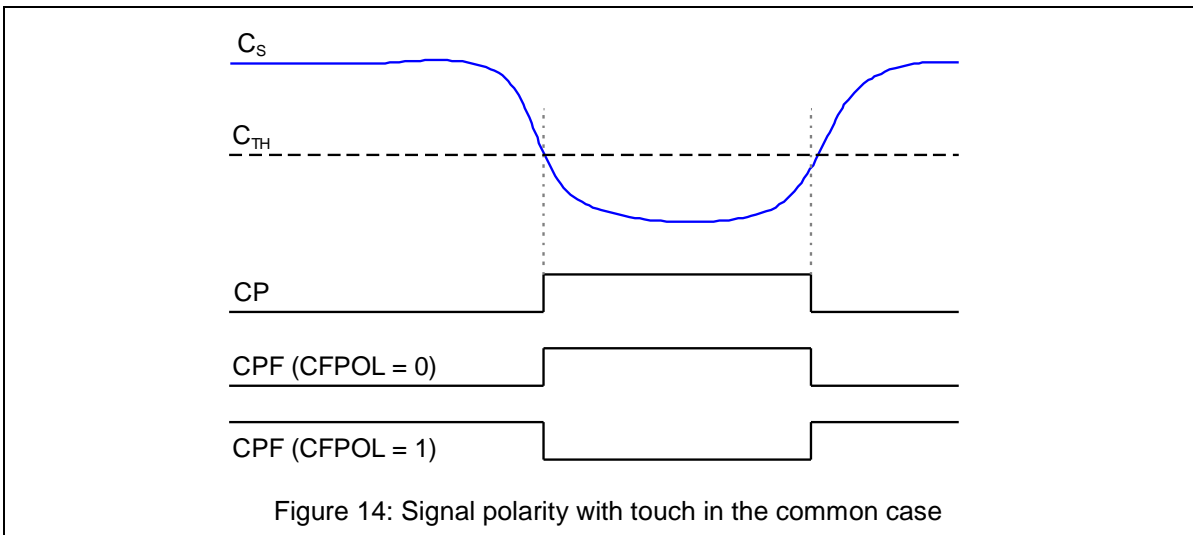 CS
CTH
CP
CPF (CFPOL = 0)
CPF (CFPOL = 1)
Figure 14: Signal polarity with touch in the common case